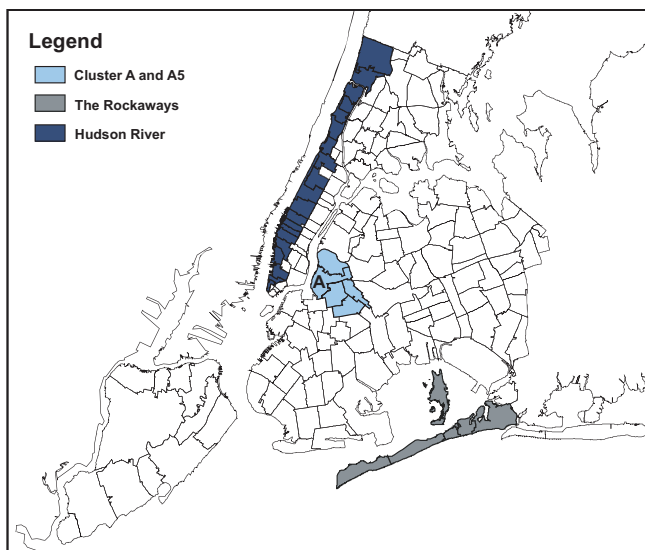 Legend
Cluster A and A5
The Rockaways
Hudson River
A